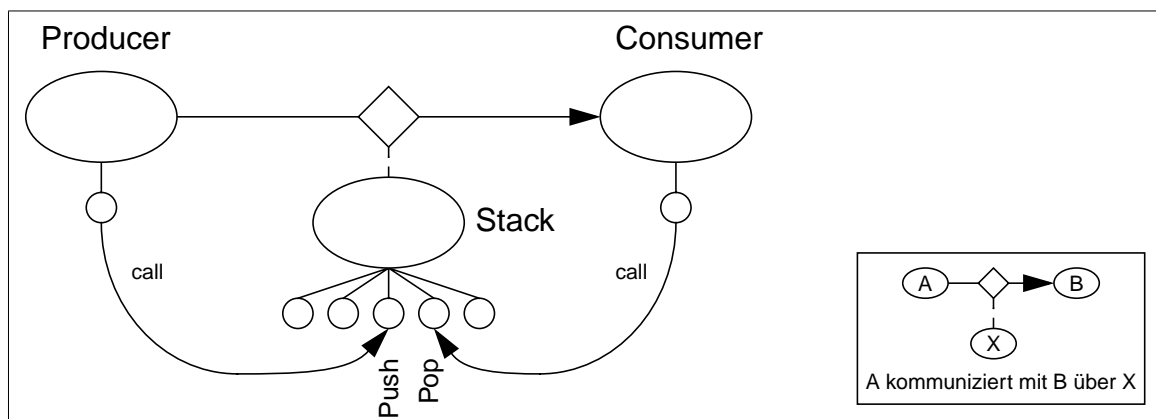 Producer
Consumer
Stack
call
call
Push
Pop
A
B
X
A kommuniziert mit B über X